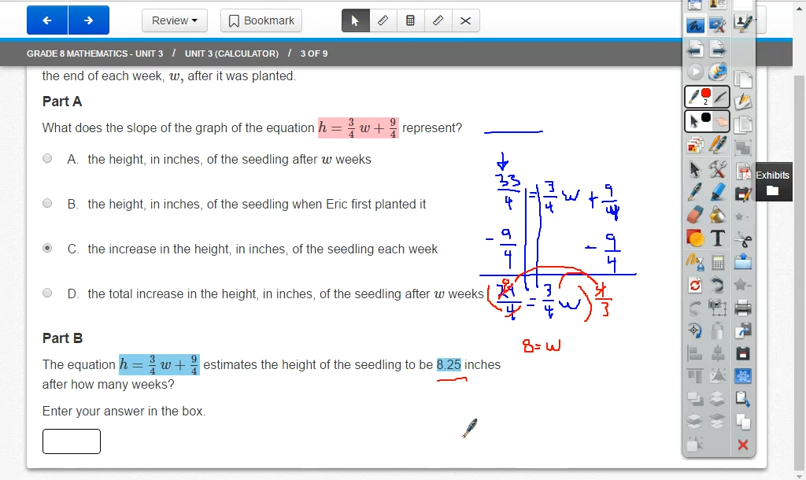 Review
Bookmark
GRADE 8 MATHEMATICS - UNIT 3 / UNIT 3 (CALCULATOR) / 3 OF 9
the end of each week, w, after it was planted.
Part A
What does the slope of the graph of the equation h = 3/4 w + 9/4 represent?
A. the height, in inches, of the seedling after w weeks
B. the height, in inches, of the seedling when Eric first planted it
C. the increase in the height, in inches, of the seedling each week
D. the total increase in the height, in inches, of the seedling after w weeks
Part B
The equation h = 3/4 w + 9/4 estimates the height of the seedling to be 8.25 inches
after how many weeks?
Enter your answer in the box.
33/4 = 3/4 w + 9/4
- 9/4 - 9/4
(24/4 = 3/4 w) 4/3
8
8 = w
2
Exhibits